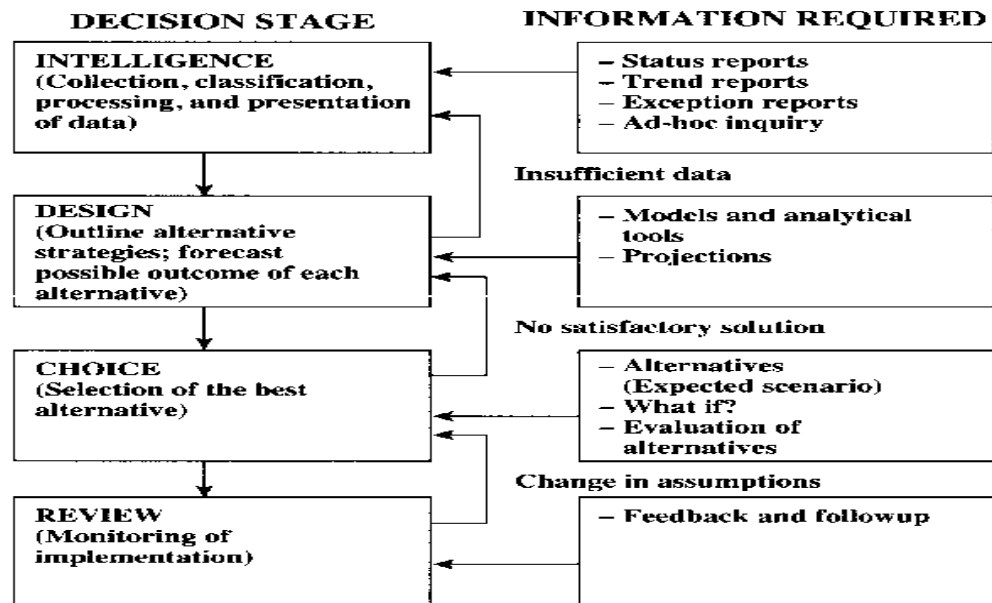 DECISION STAGE
INFORMATION REQUIRED
INTELLIGENCE
(Collection, classification,
processing, and presentation
of data)
– Status reports
– Trend reports
– Exception reports
– Ad-hoc inquiry
Insufficient data
DESIGN
(Outline alternative
strategies; forecast
possible outcome of each
alternative)
– Models and analytical
tools
– Projections
No satisfactory solution
CHOICE
(Selection of the best
alternative)
– Alternatives
(Expected scenario)
– What if?
– Evaluation of
alternatives
Change in assumptions
REVIEW
(Monitoring of
implementation)
– Feedback and followup